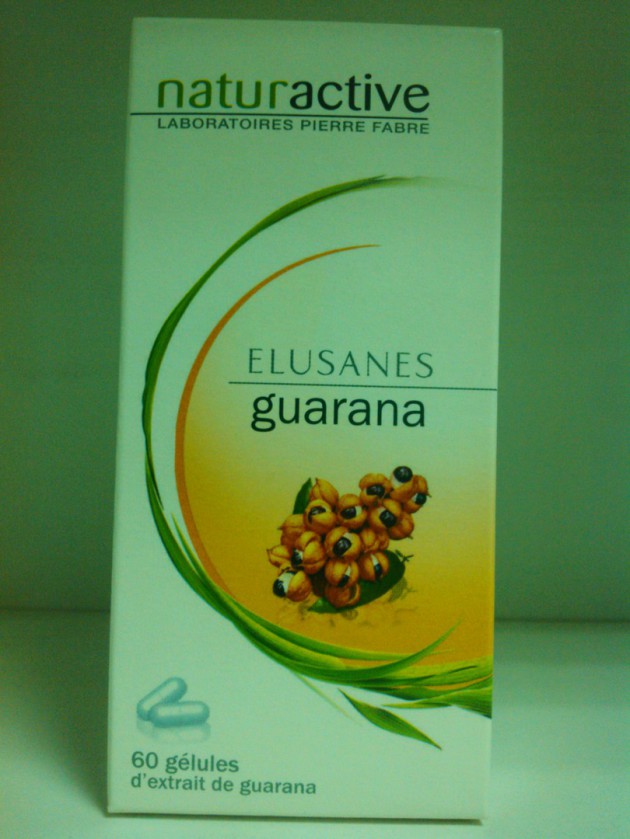 naturactive
LABORATOIRES PIERRE FABRE
ELUSANES
guarana
60 gélules
d'extrait de guarana